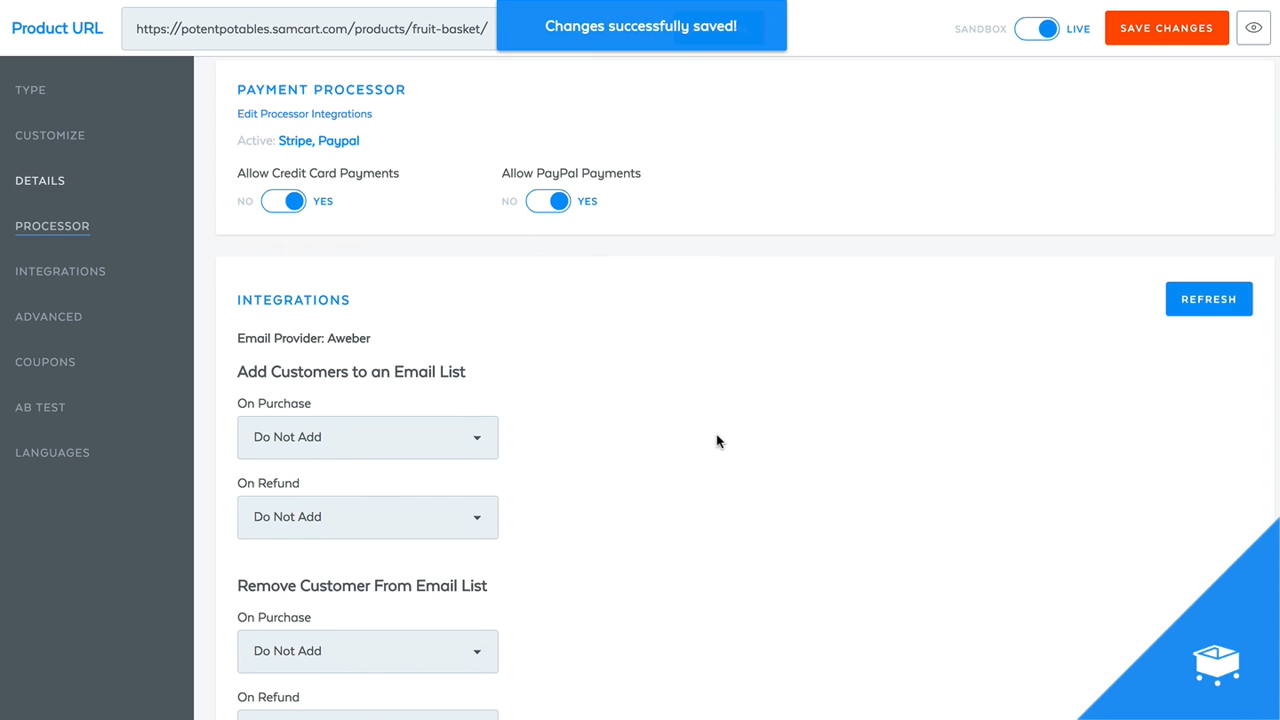 Product URL
https://potentpotables.samcart.com/products/fruit-basket/
Changes successfully saved!
SANDBOX
LIVE
SAVE CHANGES
TYPE
CUSTOMIZE
DETAILS
PROCESSOR
INTEGRATIONS
ADVANCED
COUPONS
AB TEST
LANGUAGES
PAYMENT PROCESSOR
Edit Processor Integrations
Active: Stripe, Paypal
Allow Credit Card Payments
NO
YES
Allow PayPal Payments
NO
YES
INTEGRATIONS
REFRESH
Email Provider: Aweber
Add Customers to an Email List
On Purchase
Do Not Add
On Refund
Do Not Add
Remove Customer From Email List
On Purchase
Do Not Add
On Refund